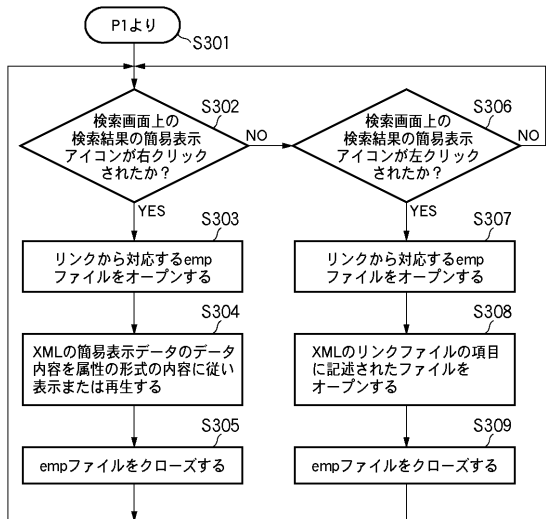 P1より
S301
S302
検索画面上の
検索結果の簡易表示
アイコンが右クリック
されたか？
NO
YES
S306
検索画面上の
検索結果の簡易表示
アイコンが左クリック
されたか？
NO
YES
S303
リンクから対応するemp
ファイルをオープンする
S307
リンクから対応するemp
ファイルをオープンする
S304
XMLの簡易表示データのデータ
内容を属性の形式の内容に従い
表示または再生する
S308
XMLのリンクファイルの項目
に記述されたファイルを
オープンする
S305
empファイルをクローズする
S309
empファイルをクローズする